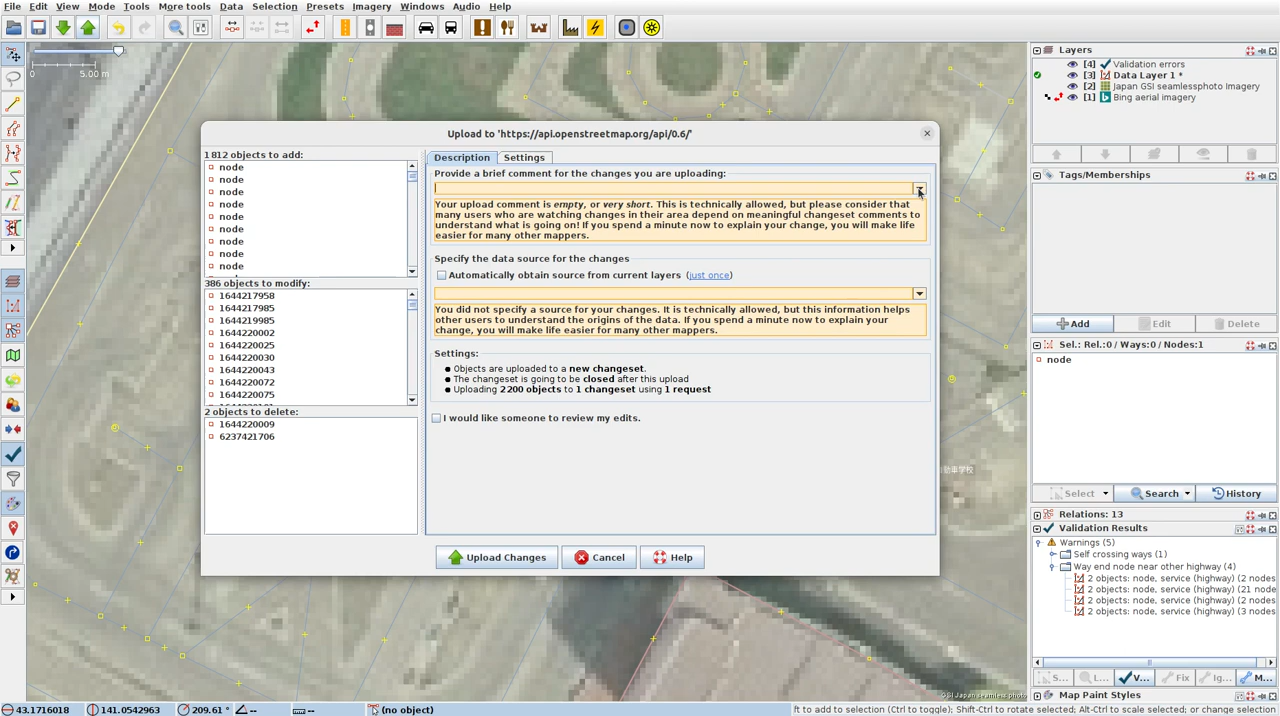 File Edit View Mode Tools More tools Data Selection Presets Imagery Windows Audio Help
0 5.00 m
Upload to 'https://api.openstreetmap.org/api/0.6/'
1 812 objects to add:
node
node
node
node
node
node
node
node
node
386 objects to modify:
1644217958
1644217985
1644219985
1644220002
1644220025
1644220030
1644220043
1644220072
1644220075
2 objects to delete:
1644220009
6237421706
Description Settings
Provide a brief comment for the changes you are uploading:
Your upload comment is empty, or very short. This is technically allowed, but please consider that
many users who are watching changes in their area depend on meaningful changeset comments to
understand what is going on! If you spend a minute now to explain your change, you will make life
easier for many other mappers.
Specify the data source for the changes
Automatically obtain source from current layers (just once)
You did not specify a source for your changes. It is technically allowed, but this information helps
other users to understand the origins of the data. If you spend a minute now to explain your
change, you will make life easier for many other mappers.
Settings:
Objects are uploaded to a new changeset.
The changeset is going to be closed after this upload
Uploading 2 200 objects to 1 changeset using 1 request
I would like someone to review my edits.
Upload Changes Cancel Help
動車学校
Layers
[4] Validation errors
[3] Data Layer 1 *
[2] Japan GSI seamlessphoto Imagery
[1] Bing aerial imagery
Tags/Memberships
Add Edit Delete
Sel.: Rel.:0 / Ways:0 / Nodes:1
node
Select Search History
Relations: 13
Validation Results
Warnings (5)
Self crossing ways (1)
Way end node near other highway (4)
2 objects: node, service (highway) (2 nodes
2 objects: node, service (highway) (21 node
2 objects: node, service (highway) (2 nodes
2 objects: node, service (highway) (3 nodes
S... L... V... Fix Ig... M...
Map Paint Styles
GSI Japan seamless photo
43.1716018 141.0542963 209.61 ° -- -- (no object) ft to add to selection (Ctrl to toggle); Shift-Ctrl to rotate selected; Alt-Ctrl to scale selected; or change selection